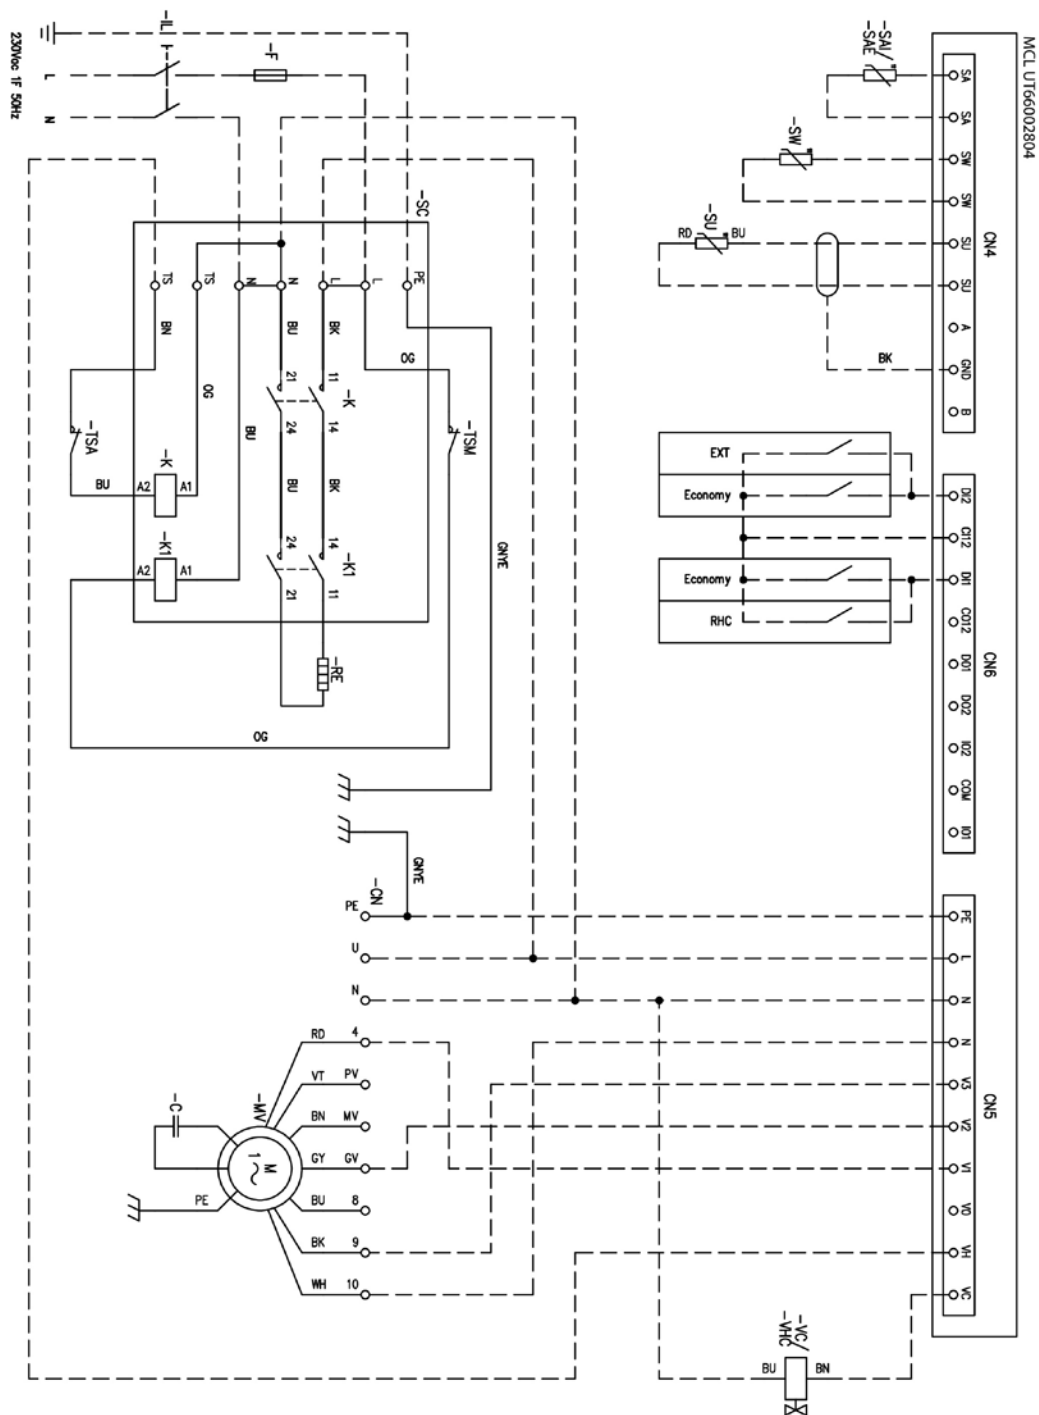 MCL UT66002804
-IL
-F
-SAI/
-SAE
SA
SA
L
N
230Vac 1F 50Hz
-SW
SW
SW
CN4
-SC
-SU
RD
BU
SU
SU
TS
TS
N
N
L
L
PE
A
BN
BU
BK
OG
BK
GND
21
11
-K
OG
24
14
B
BU
-TSA
-TSM
-K
BU
A2
A1
BU
BK
EXT
Economy
DI2
24
14
GNYE
CI12
-K1
A2
A1
-K1
21
11
Economy
DI1
RHC
CO12
-RE
CN6
DO1
DO2
OG
IO2
COM
IO1
GNYE
-CN
PE
PE
U
L
N
N
RD
4
N
VT
PV
V3
CN5
-MV
-C
BN
MV
V2
M
1
GY
GV
V1
PE
BU
8
V0
BK
9
VH
WH
10
VC
-VC/
-VHC
BU
BN